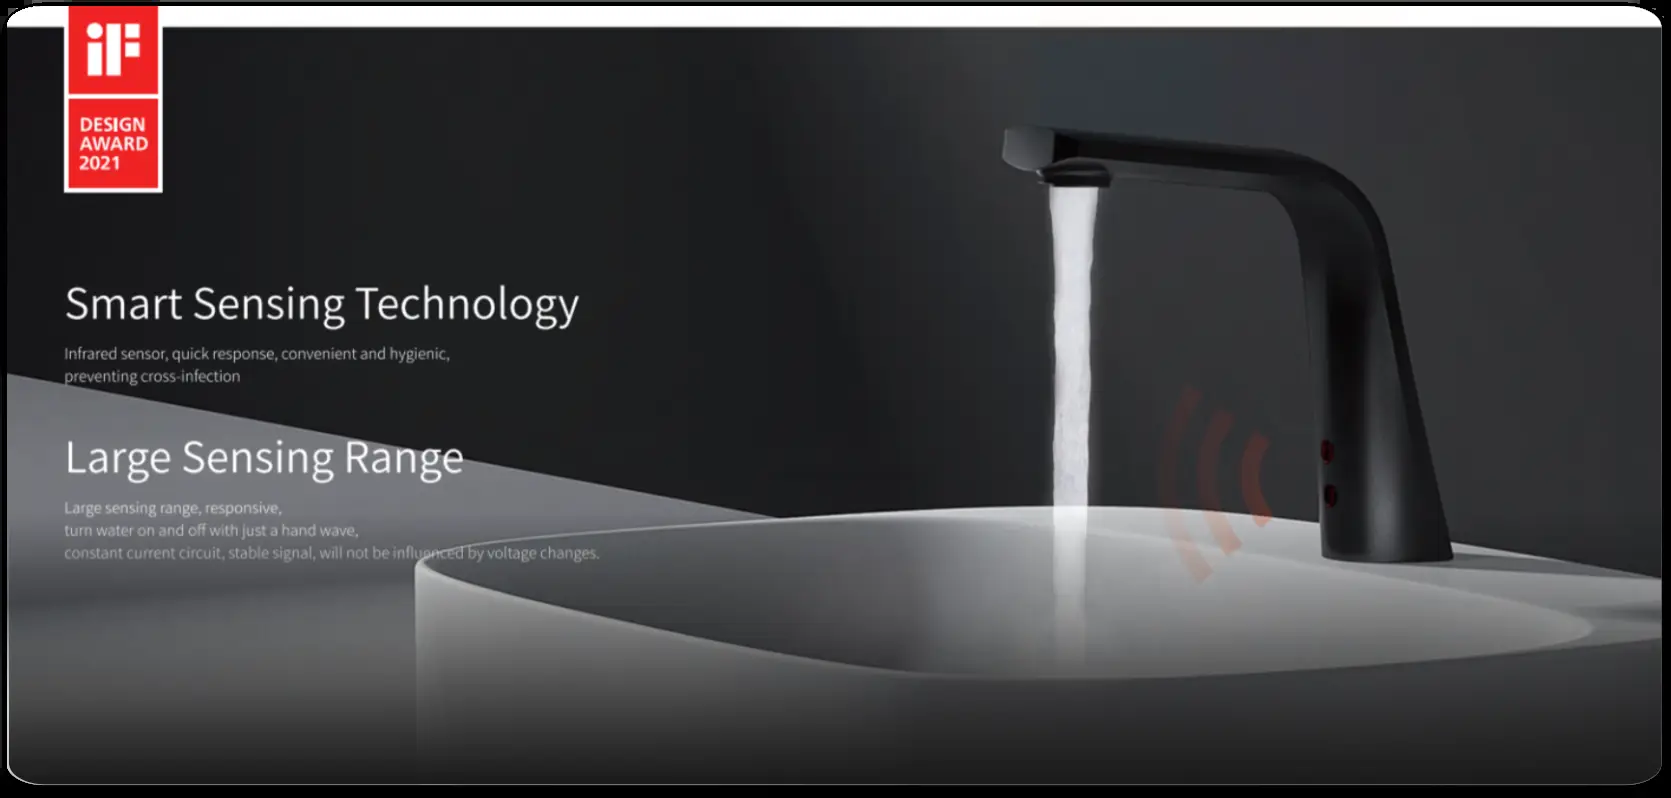 iF
DESIGN
AWARD
2021
Smart Sensing Technology
Infrared sensor, quick response, convenient and hygienic,
preventing cross-infection
Large Sensing Range
Large sensing range, responsive,
turn water on and off with just a hand wave,
constant current circuit, stable signal, will not be influenced by voltage changes.